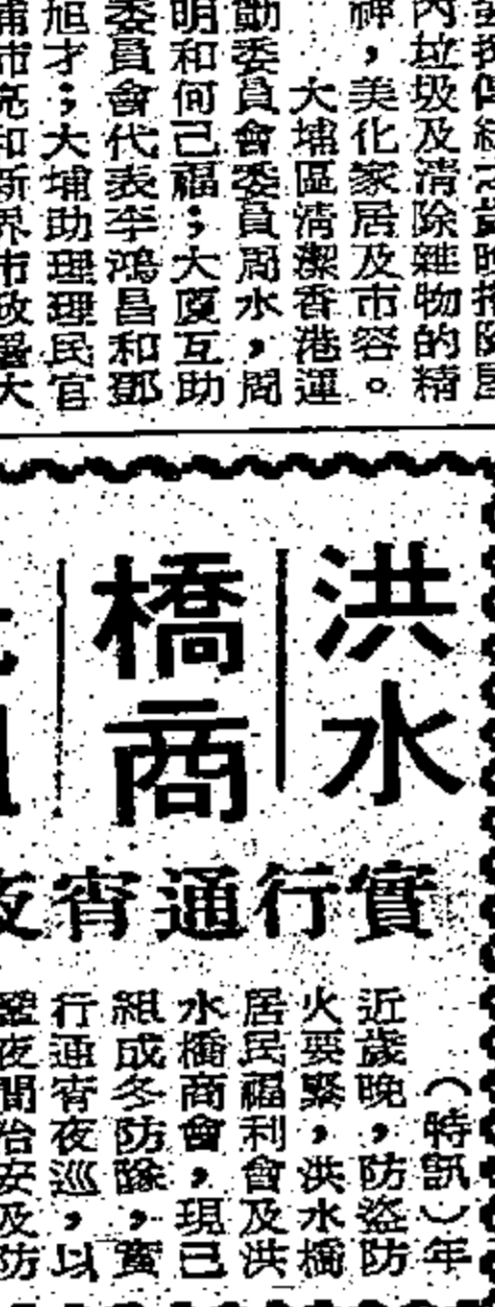 內垃圾及清除雜物的精
神，美化家居及市容。
大埔區清潔香港運
動委員會委員周水，周
明和何己福；大廈互助
委員會代表李鴻昌和鄧
旭才；大埔助理理民官
洪水
橋商
實行通宵夜
（特訊）年
近歲晚，防盜防
火要緊，洪水橋
居民福利會及洪
水橋商會，現已
組成冬防隊，實
行通宵夜巡，以
夜間治安及防